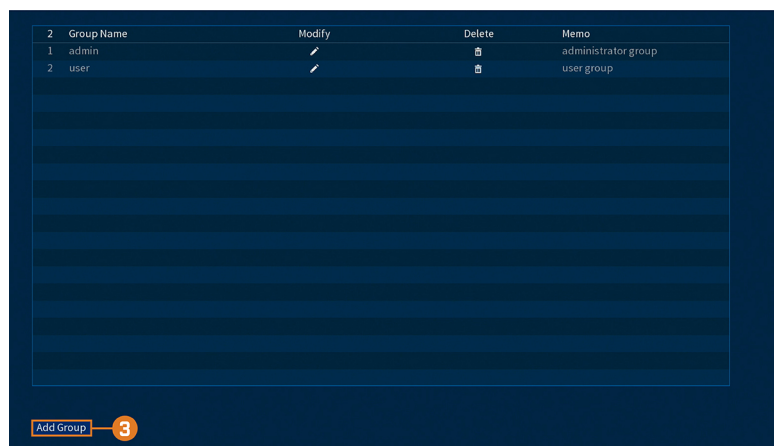 2 Group Name Modify Delete Memo
1 admin administrator group
2 user user group
Add Group 3